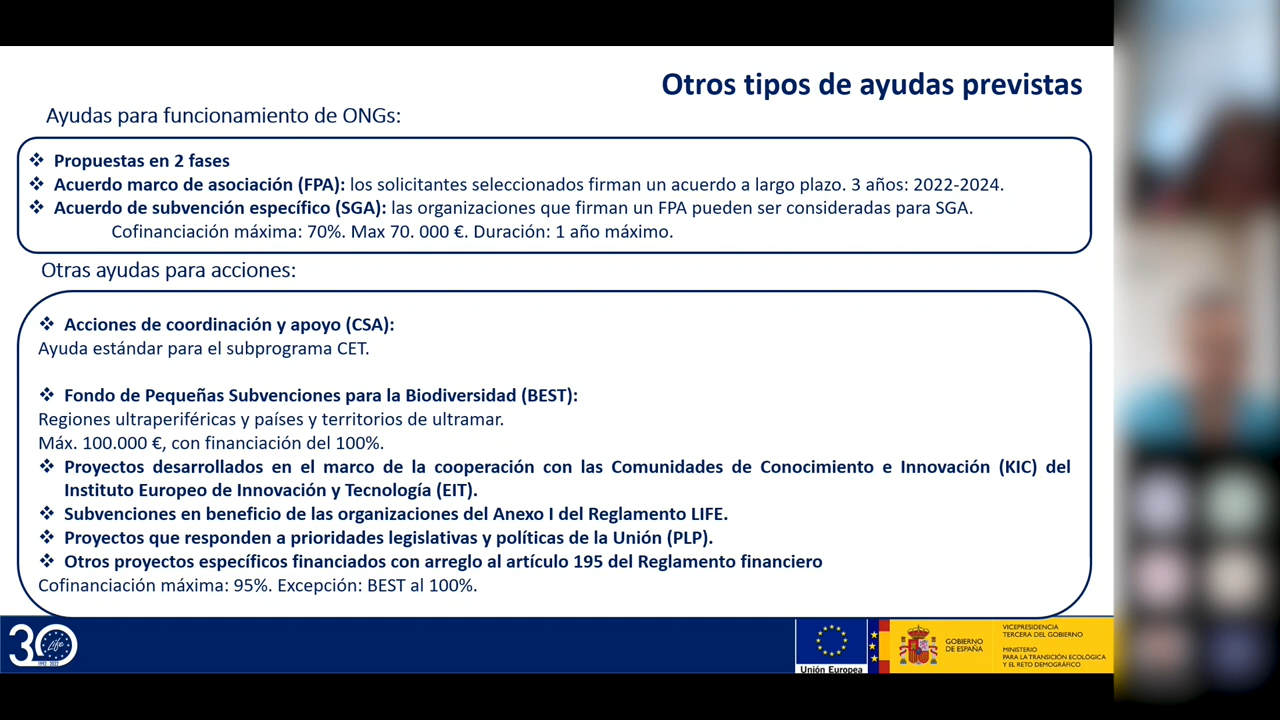 Otros tipos de ayudas previstas
Ayudas para funcionamiento de ONGs:
❖ Propuestas en 2 fases
❖ Acuerdo marco de asociación (FPA): los solicitantes seleccionados firman un acuerdo a largo plazo. 3 años: 2022-2024.
❖ Acuerdo de subvención específico (SGA): las organizaciones que firman un FPA pueden ser consideradas para SGA.
Cofinanciación máxima: 70%. Max 70. 000 €. Duración: 1 año máximo.
Otras ayudas para acciones:
❖ Acciones de coordinación y apoyo (CSA):
Ayuda estándar para el subprograma CET.
❖ Fondo de Pequeñas Subvenciones para la Biodiversidad (BEST):
Regiones ultraperiféricas y países y territorios de ultramar.
Máx. 100.000 €, con financiación del 100%.
❖ Proyectos desarrollados en el marco de la cooperación con las Comunidades de Conocimiento e Innovación (KIC) del
Instituto Europeo de Innovación y Tecnología (EIT).
❖ Subvenciones en beneficio de las organizaciones del Anexo I del Reglamento LIFE.
❖ Proyectos que responden a prioridades legislativas y políticas de la Unión (PLP).
❖ Otros proyectos específicos financiados con arreglo al artículo 195 del Reglamento financiero
Cofinanciación máxima: 95%. Excepción: BEST al 100%.
30
Life
Unión Europea
GOBIERNO
DE ESPAÑA
VICEPRESIDENCIA
TERCERA DEL GOBIERNO
MINISTERIO
PARA LA TRANSICIÓN ECOLÓGICA
Y EL RETO DEMOGRÁFICO